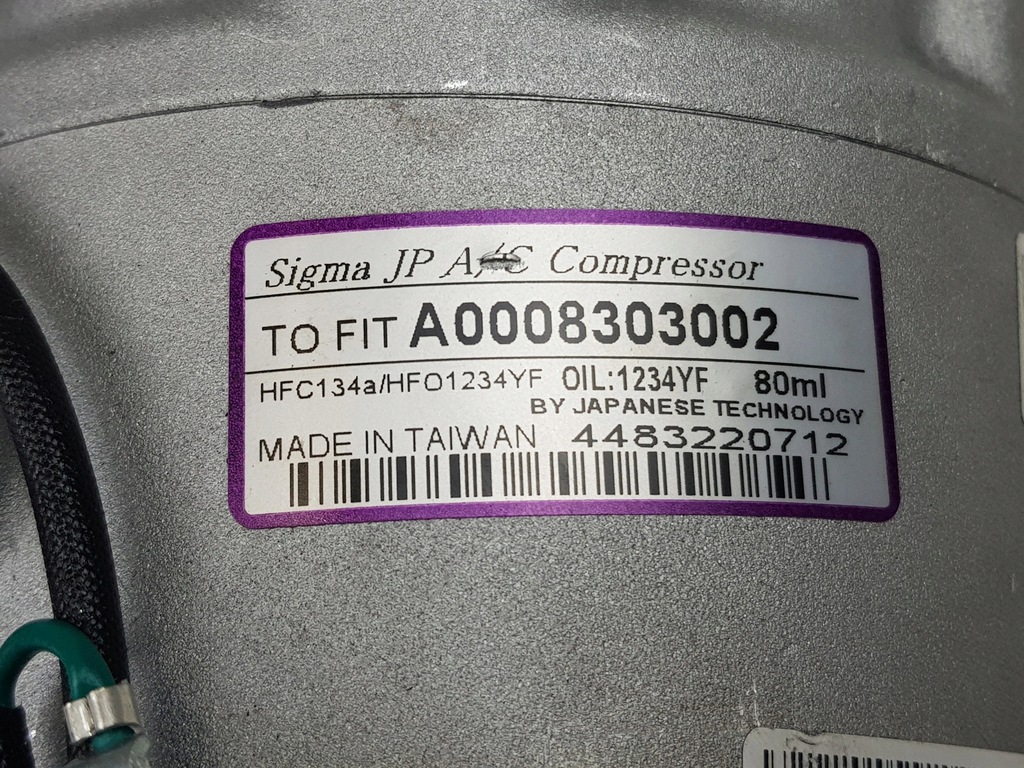 Sigma JP A/C Compressor
TO FIT A0008303002
HFC134a/HFO1234YF OIL:1234YF 80ml
BY JAPANESE TECHNOLOGY
MADE IN TAIWAN 4483220712